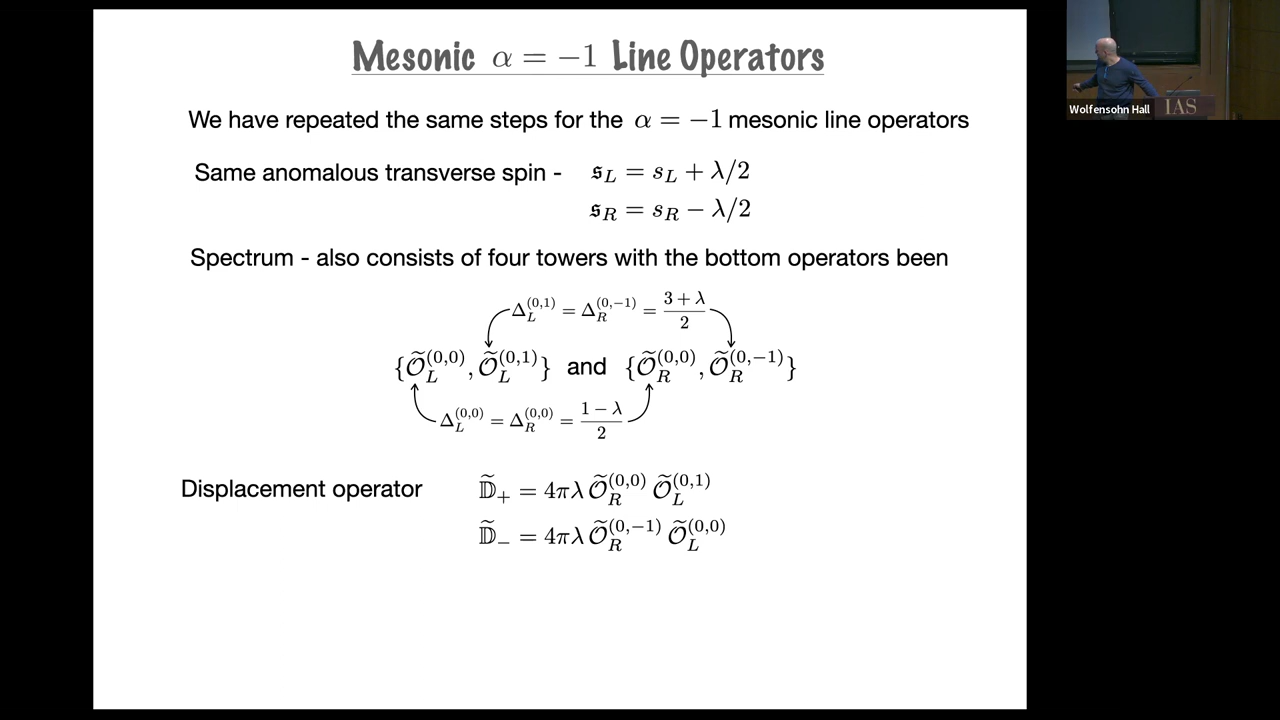 Mesonic α = −1 Line Operators
We have repeated the same steps for the α = −1 mesonic line operators
Same anomalous transverse spin - 𝔰_L = s_L + λ/2
𝔰_R = s_R − λ/2
Spectrum - also consists of four towers with the bottom operators been
Δ_L^{(0,1)} = Δ_R^{(0,−1)} = \frac{3 + λ}{2}
{Õ_L^{(0,0)}, Õ_L^{(0,1)}} and {Õ_R^{(0,0)}, Õ_R^{(0,−1)}}
Δ_L^{(0,0)} = Δ_R^{(0,0)} = \frac{1 − λ}{2}
Displacement operator 𝔻̃_+ = 4πλ Õ_R^{(0,0)} Õ_L^{(0,1)}
𝔻̃_− = 4πλ Õ_R^{(0,−1)} Õ_L^{(0,0)}
Wolfensohn Hall
IAS